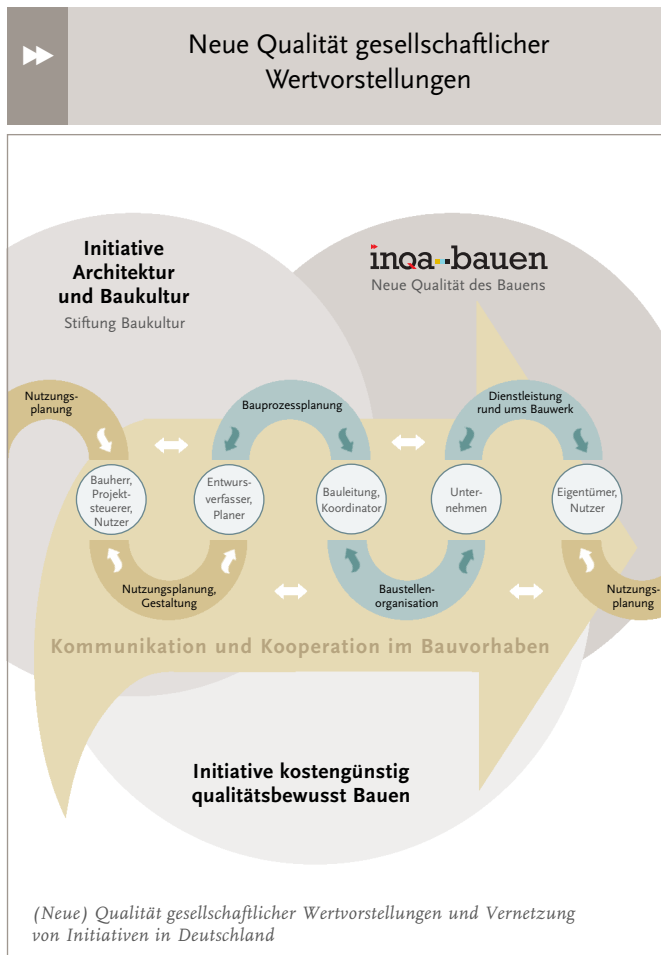 Neue Qualität gesellschaftlicher
Wertvorstellungen
Initiative
Architektur
und Baukultur
Stiftung Baukultur
inqa bauen
Neue Qualität des Bauens
Nutzungs-
planung
Bauprozessplanung
Dienstleistung
rund ums Bauwerk
Bauherr,
Projekt-
steuerer,
Nutzer
Entwurs-
verfasser,
Planer
Bauleitung,
Koordinator
Unter-
nehmen
Eigentümer,
Nutzer
Nutzungsplanung,
Gestaltung
Baustellen-
organisation
Nutzungs-
planung
Kommunikation und Kooperation im Bauvorhaben
Initiative kostengünstig
qualitätsbewusst Bauen
(Neue) Qualität gesellschaftlicher Wertvorstellungen und Vernetzung
von Initiativen in Deutschland